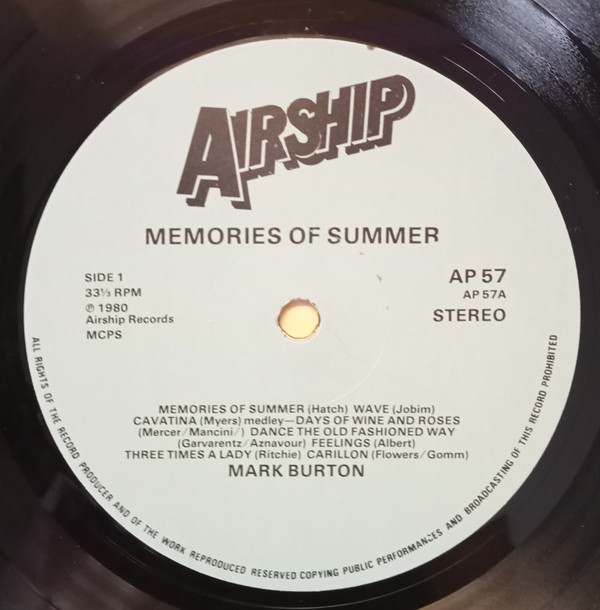 AIRSHIP
MEMORIES OF SUMMER
SIDE 1
33⅓ RPM
℗ 1980
Airship Records
MCPS
AP 57
AP 57A
STEREO
MEMORIES OF SUMMER (Hatch) WAVE (Jobim)
CAVATINA (Myers) medley—DAYS OF WINE AND ROSES
(Mercer/Mancini/) DANCE THE OLD FASHIONED WAY
(Garvarentz/Aznavour) FEELINGS (Albert)
THREE TIMES A LADY (Ritchie) CARILLON (Flowers/Gomm)
MARK BURTON
ALL RIGHTS OF THE RECORD PRODUCER AND OF THE WORK REPRODUCED RESERVED COPYING PUBLIC PERFORMANCES AND BROADCASTING OF THIS RECORD PROHIBITED